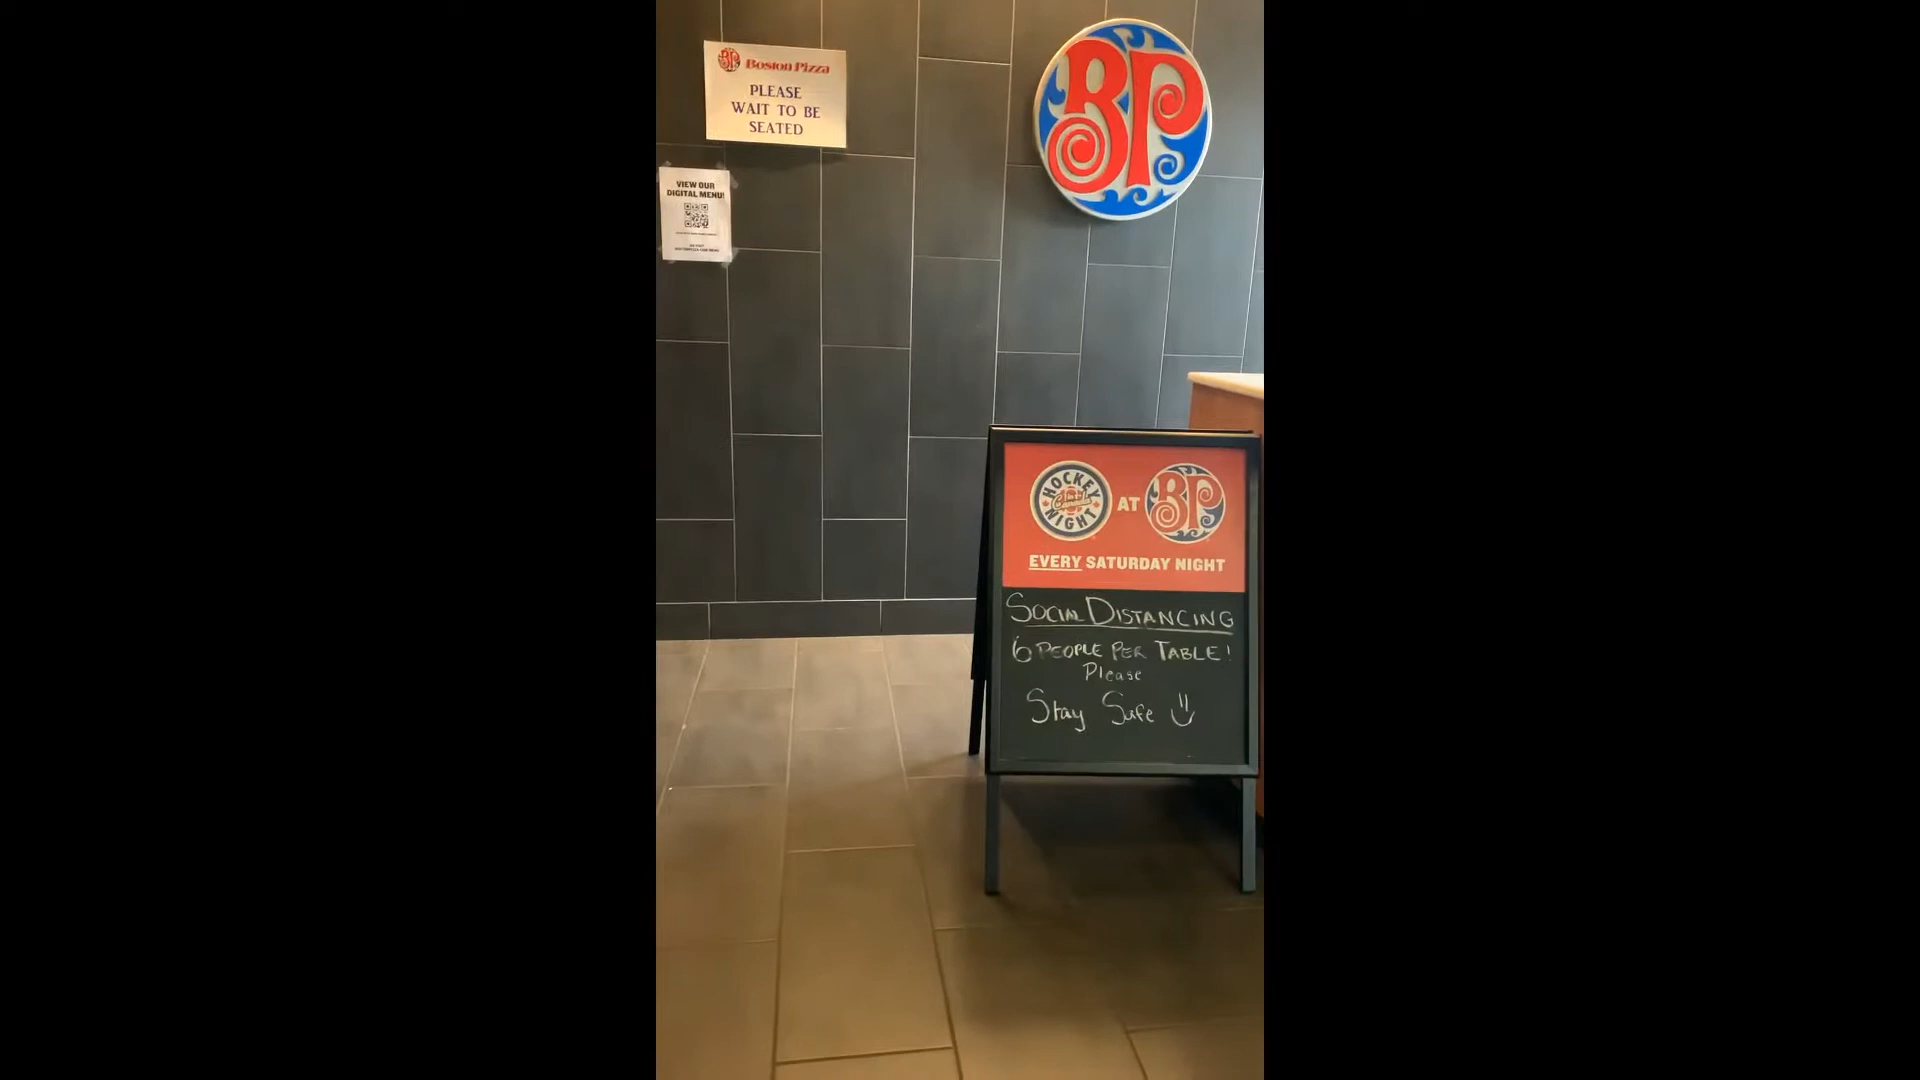 BP Boston Pizza
PLEASE
WAIT TO BE
SEATED
BP
VIEW OUR
DIGITAL MENU!
HOCKEY
NIGHT
AT
BP
EVERY SATURDAY NIGHT
SOCIAL DISTANCING
6 PEOPLE PER TABLE!
Please
Stay Safe